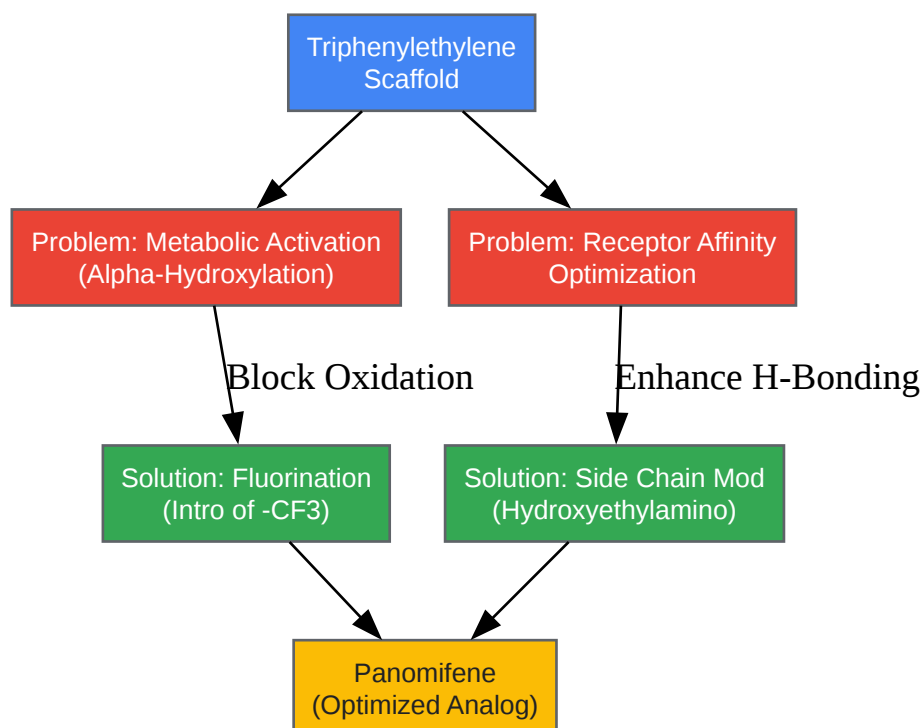 Triphenylethylene
Scaffold
Problem: Metabolic Activation
(Alpha-Hydroxylation)
Problem: Receptor Affinity
Optimization
Block Oxidation
Enhance H-Bonding
Solution: Fluorination
(Intro of -CF3)
Solution: Side Chain Mod
(Hydroxyethylamino)
Panomifene
(Optimized Analog)